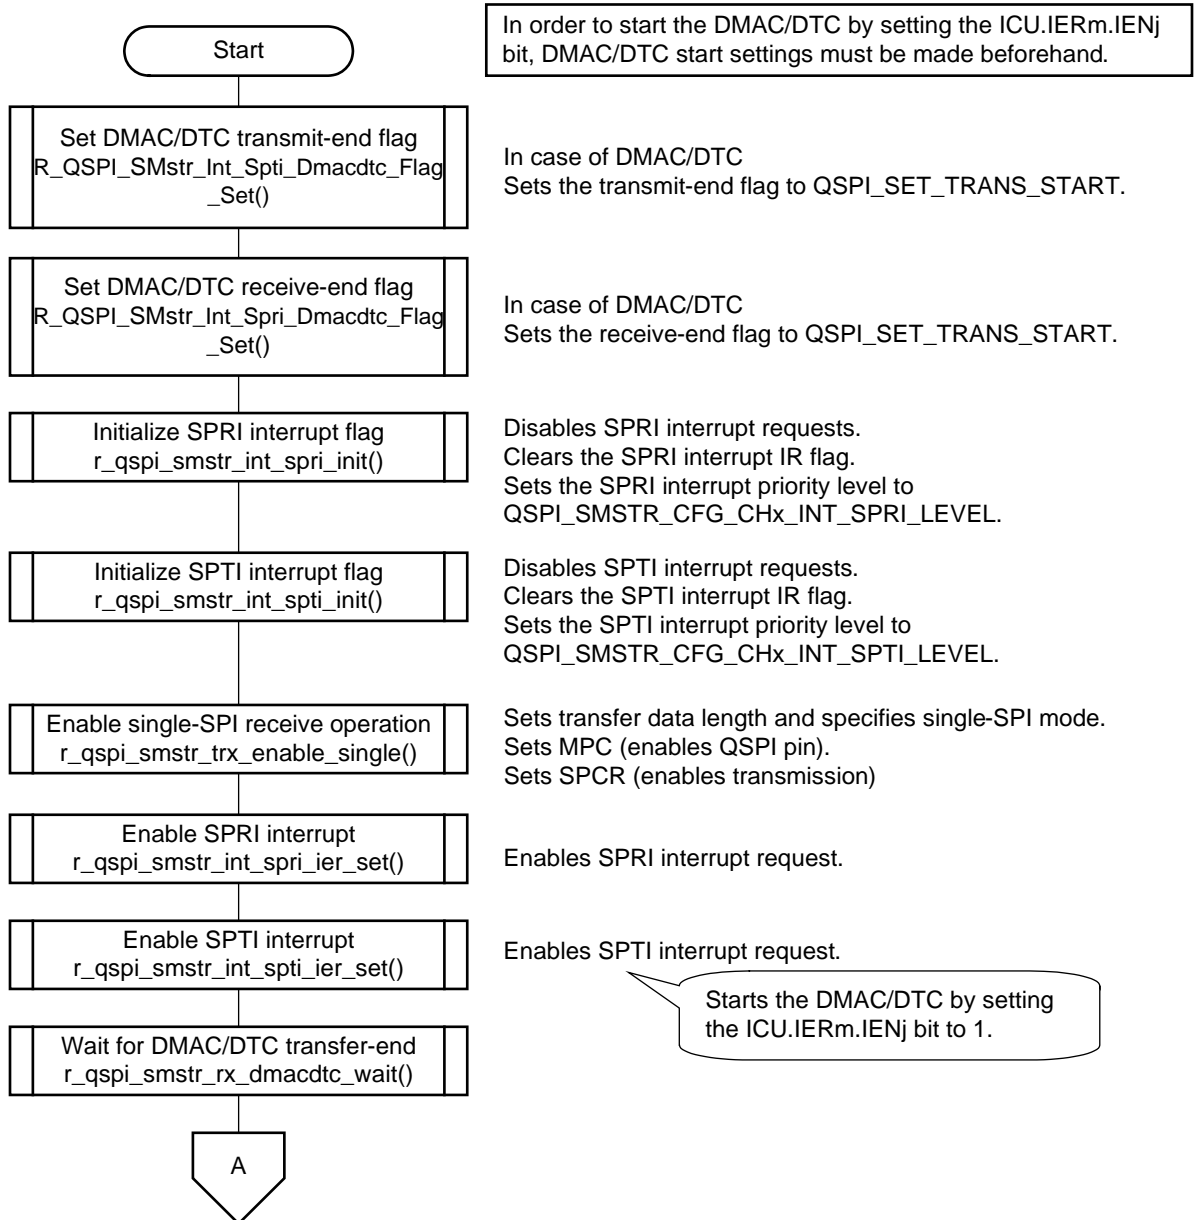 In order to start the DMAC/DTC by setting the ICU.IERm.IENj
bit, DMAC/DTC start settings must be made beforehand.
Start
Set DMAC/DTC transmit-end flag
R_QSPI_SMstr_Int_Spti_Dmacdtc_Flag
_Set()
In case of DMAC/DTC
Sets the transmit-end flag to QSPI_SET_TRANS_START.
Set DMAC/DTC receive-end flag
R_QSPI_SMstr_Int_Spri_Dmacdtc_Flag
_Set()
In case of DMAC/DTC
Sets the receive-end flag to QSPI_SET_TRANS_START.
Initialize SPRI interrupt flag
r_qspi_smstr_int_spri_init()
Disables SPRI interrupt requests.
Clears the SPRI interrupt IR flag.
Sets the SPRI interrupt priority level to
QSPI_SMSTR_CFG_CHx_INT_SPRI_LEVEL.
Initialize SPTI interrupt flag
r_qspi_smstr_int_spti_init()
Disables SPTI interrupt requests.
Clears the SPTI interrupt IR flag.
Sets the SPTI interrupt priority level to
QSPI_SMSTR_CFG_CHx_INT_SPTI_LEVEL.
Enable single-SPI receive operation
r_qspi_smstr_trx_enable_single()
Sets transfer data length and specifies single-SPI mode.
Sets MPC (enables QSPI pin).
Sets SPCR (enables transmission)
Enable SPRI interrupt
r_qspi_smstr_int_spri_ier_set()
Enables SPRI interrupt request.
Enable SPTI interrupt
r_qspi_smstr_int_spti_ier_set()
Enables SPTI interrupt request.
Starts the DMAC/DTC by setting
the ICU.IERm.IENj bit to 1.
Wait for DMAC/DTC transfer-end
r_qspi_smstr_rx_dmacdtc_wait()
A